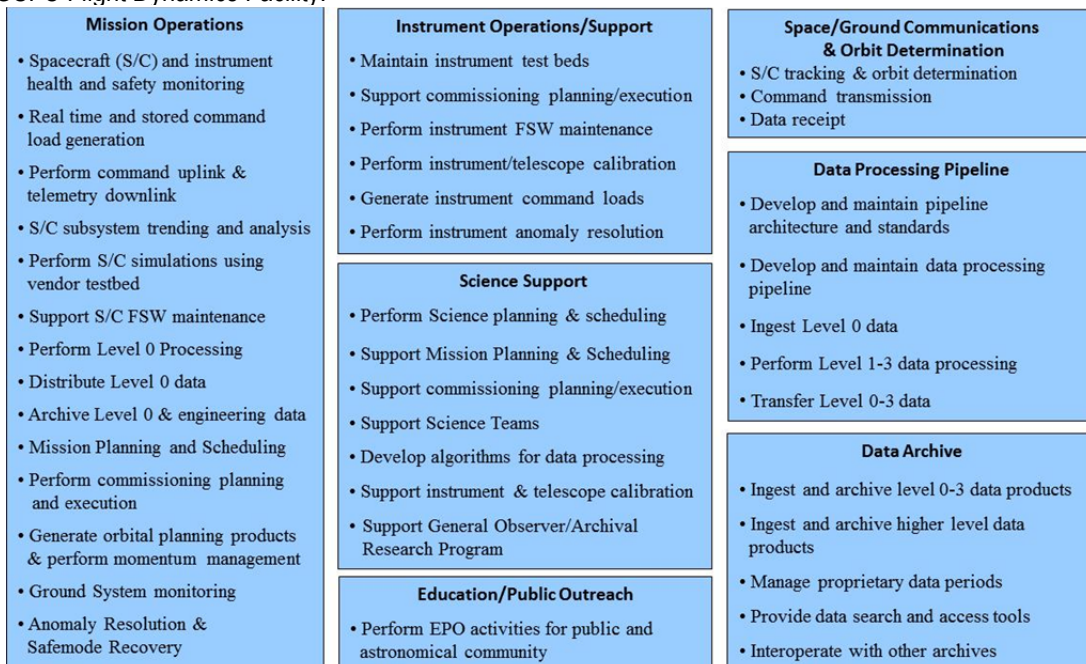 Flight Dynamics Facility.
Mission Operations
• Spacecraft (S/C) and instrument
health and safety monitoring
• Real time and stored command
load generation
• Perform command uplink &
telemetry downlink
• S/C subsystem trending and analysis
• Perform S/C simulations using
vendor testbed
• Support S/C FSW maintenance
• Perform Level 0 Processing
• Distribute Level 0 data
• Archive Level 0 & engineering data
• Mission Planning and Scheduling
• Perform commissioning planning
and execution
• Generate orbital planning products
& perform momentum management
• Ground System monitoring
• Anomaly Resolution &
Safemode Recovery
Instrument Operations/Support
• Maintain instrument test beds
• Support commissioning planning/execution
• Perform instrument FSW maintenance
• Perform instrument/telescope calibration
• Generate instrument command loads
• Perform instrument anomaly resolution
Science Support
• Perform Science planning & scheduling
• Support Mission Planning & Scheduling
• Support commissioning planning/execution
• Support Science Teams
• Develop algorithms for data processing
• Support instrument & telescope calibration
• Support General Observer/Archival
Research Program
Education/Public Outreach
• Perform EPO activities for public and
astronomical community
Space/Ground Communications
& Orbit Determination
• S/C tracking & orbit determination
• Command transmission
• Data receipt
Data Processing Pipeline
• Develop and maintain pipeline
architecture and standards
• Develop and maintain data processing
pipeline
• Ingest Level 0 data
• Perform Level 1-3 data processing
• Transfer Level 0-3 data
Data Archive
• Ingest and archive level 0-3 data products
• Ingest and archive higher level data
products
• Manage proprietary data periods
• Provide data search and access tools
• Interoperate with other archives